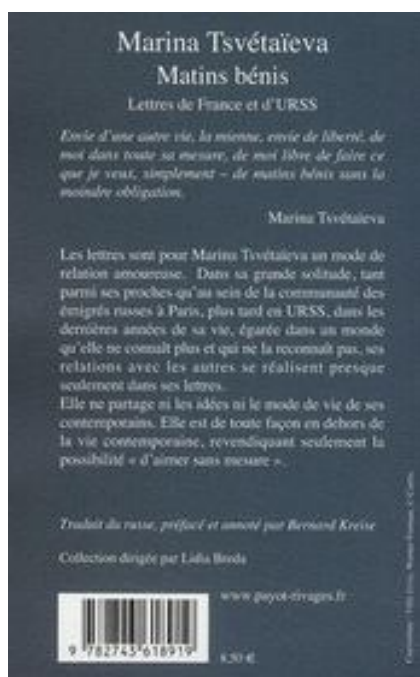 Marina Tsvétaïeva
Matins bénis
Lettres de France et d'URSS
Envie d'une autre vie, la mienne, envie de liberté, de
moi dans toute sa mesure, de moi libre de faire ce
que je veux, simplement – de matins bénis sans la
moindre obligation.
Marina Tsvétaïeva
Les lettres sont pour Marina Tsvétaïeva un mode de
relation amoureuse. Dans sa grande solitude, tant
parmi ses proches qu'au sein de la communauté des
émigrés russes à Paris, plus tard en URSS, dans les
dernières années de sa vie, égarée dans un monde
qu'elle ne connaît plus et qui ne la reconnaît pas, ses
relations avec les autres se réalisent presque
seulement dans ses lettres.
Elle ne partage ni les idées ni le mode de vie de ses
contemporains. Elle est de toute façon en dehors de
la vie contemporaine, revendiquant seulement la
possibilité « d'aimer sans mesure ».
Traduit du russe, préfacé et annoté par Bernard Kreise
Collection dirigée par Lidia Breda
www.payot-rivages.fr
9 782743 618919
8,50 €